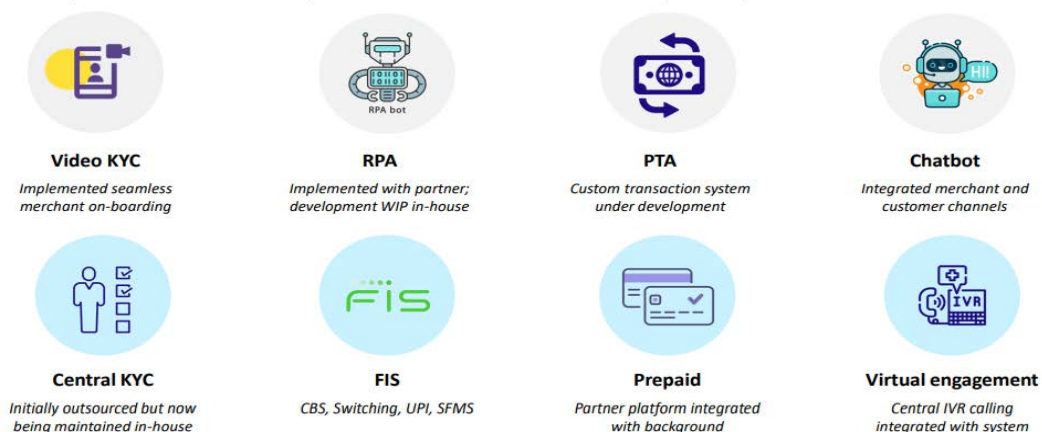 RPA bot
HI!
Video KYC
RPA
PTA
Chatbot
Implemented seamless
merchant on-boarding
Implemented with partner;
development WIP in-house
Custom transaction system
under development
Integrated merchant and
customer channels
FIS
IVR
Central KYC
FIS
Prepaid
Virtual engagement
Initially outsourced but now
being maintained in-house
CBS, Switching, UPI, SFMS
Partner platform integrated
with background
Central IVR calling
integrated with system